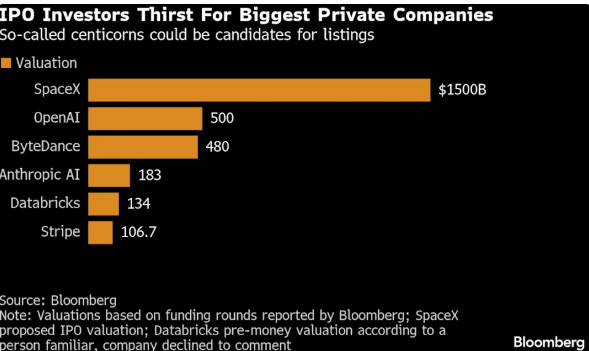 IPO Investors Thirst For Biggest Private Companies
So-called centicorns could be candidates for listings
Valuation
SpaceX $1500B
OpenAI 500
ByteDance 480
Anthropic AI 183
Databricks 134
Stripe 106.7
Source: Bloomberg
Note: Valuations based on funding rounds reported by Bloomberg; SpaceX
proposed IPO valuation; Databricks pre-money valuation according to a
person familiar, company declined to comment
Bloomberg